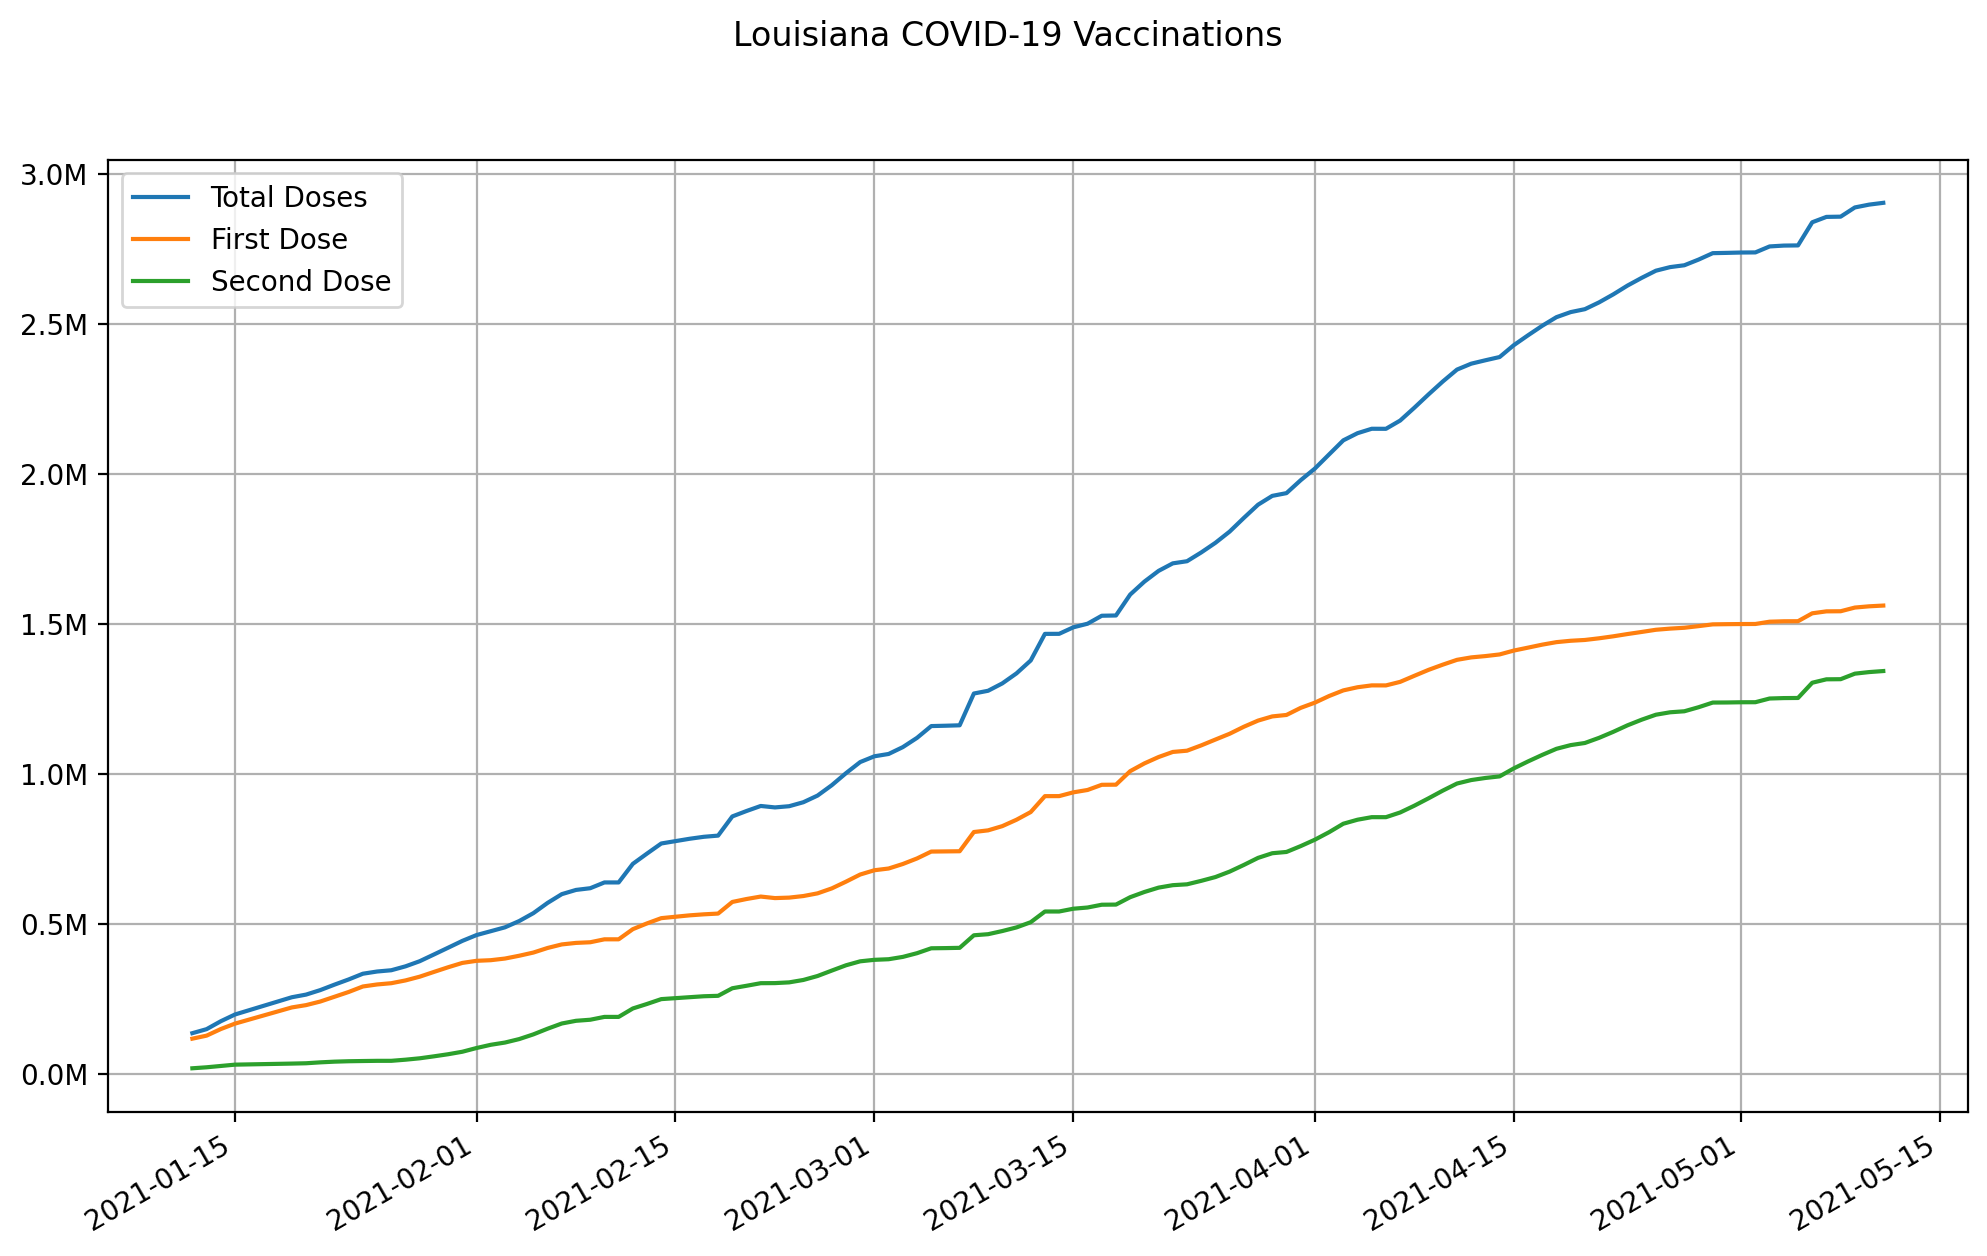 Louisiana COVID-19 Vaccinations
3.0M
2.5M
2.0M
1.5M
1.0M
0.5M
0.0M
Total Doses
First Dose
Second Dose
2021-01-15
2021-02-01
2021-02-15
2021-03-01
2021-03-15
2021-04-01
2021-04-15
2021-05-01
2021-05-15